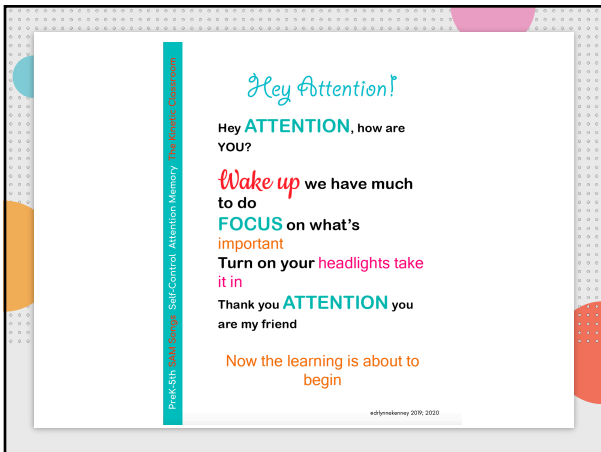 PreK-5th SAM Songs Self-Control Attention Memory The Kinetic Classroom
Hey Attention!
Hey ATTENTION, how are
YOU?
Wake up we have much
to do
FOCUS on what's
important
Turn on your headlights take
it in
Thank you ATTENTION you
are my friend
Now the learning is about to
begin
©drlynnekenney 2019, 2020